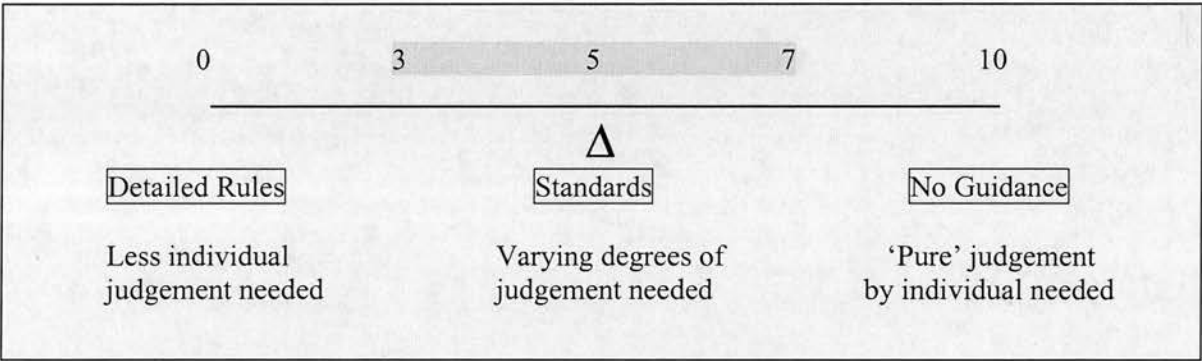 0 3 5 7 10
Δ
Detailed Rules Standards No Guidance
Less individual Varying degrees of 'Pure' judgement
judgement needed judgement needed by individual needed